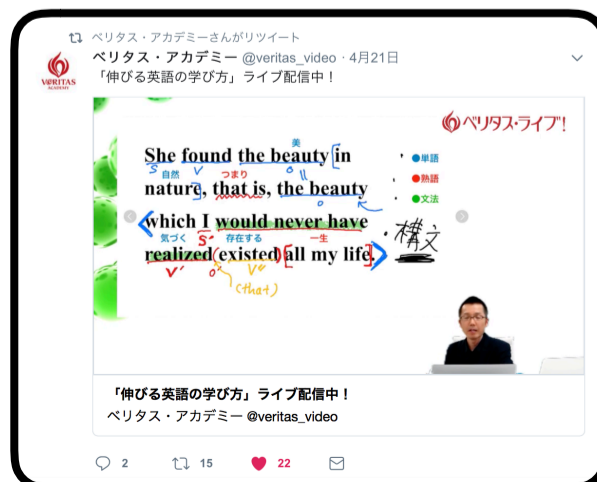 ベリタス・アカデミーさんがリツイート
ベリタス・アカデミー @veritas_video · 4月21日
「伸びる英語の学び方」ライブ配信中！
VERITAS
ACADEMY
ベリタス・ライブ!
美
She found the beauty [in
S V O
自然 つまり
nature], that is, the beauty
O
<which I would never have
S'
気づく 存在する 一生
realized (existed) [all my life.]>
V' O' V"
(that)
●単語
●熟語
●文法
・構文
「伸びる英語の学び方」ライブ配信中！
ベリタス・アカデミー @veritas_video
2 15 22